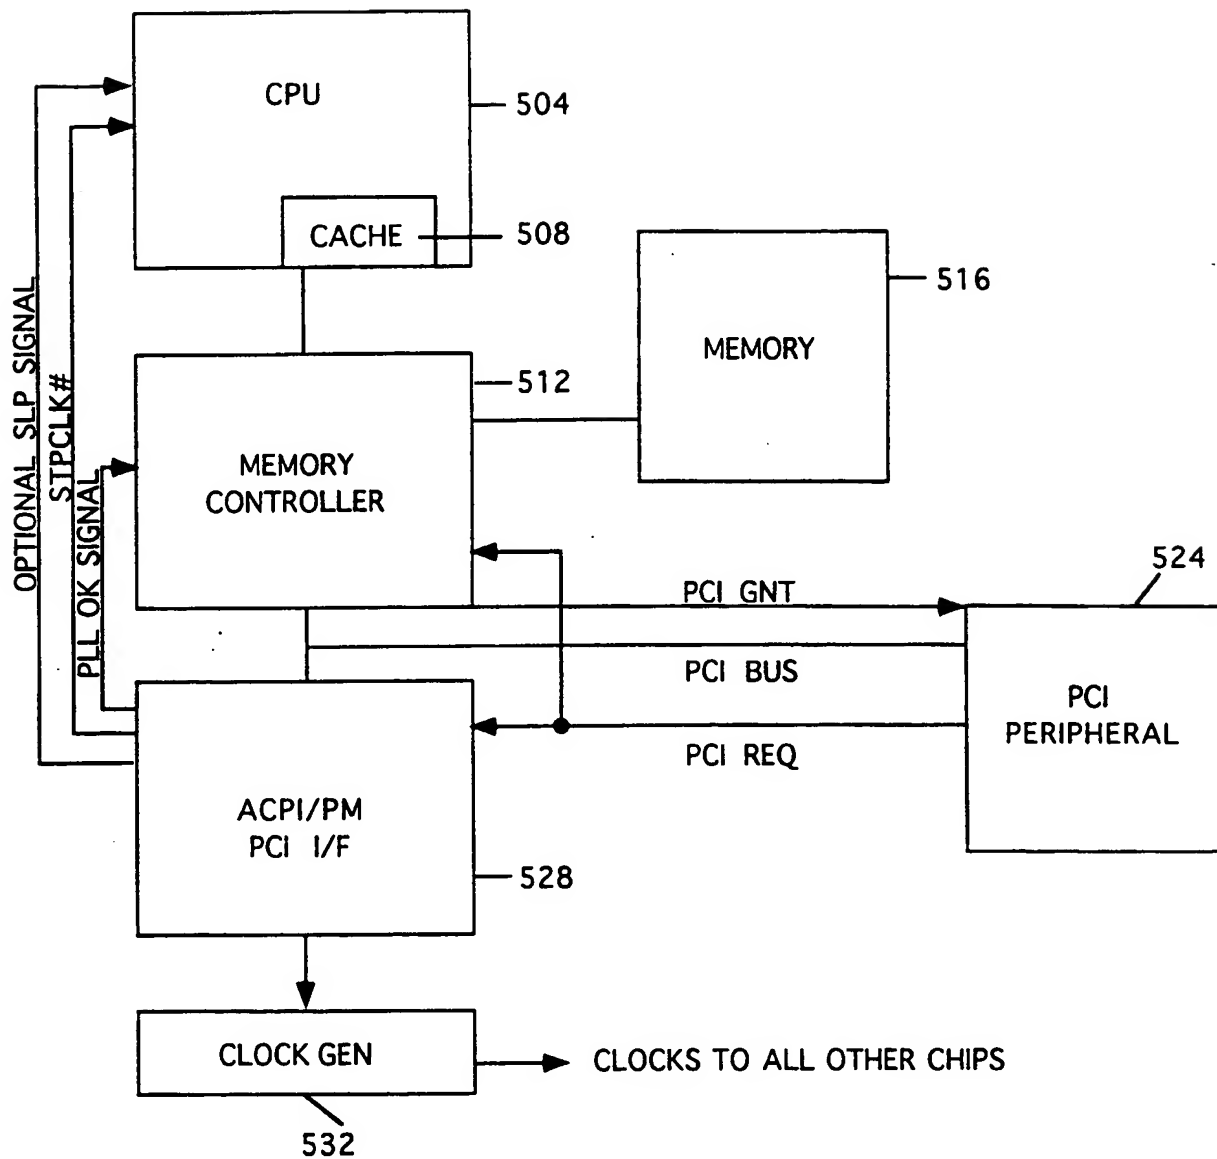 CPU
504
CACHE
508
MEMORY
516
512
MEMORY
CONTROLLER
OPTIONAL SLP SIGNAL
STPCLK#
PLL OK SIGNAL
PCI GNT
524
PCI BUS
PCI
PERIPHERAL
PCI REQ
ACPI/PM
PCI I/F
528
CLOCK GEN
CLOCKS TO ALL OTHER CHIPS
532